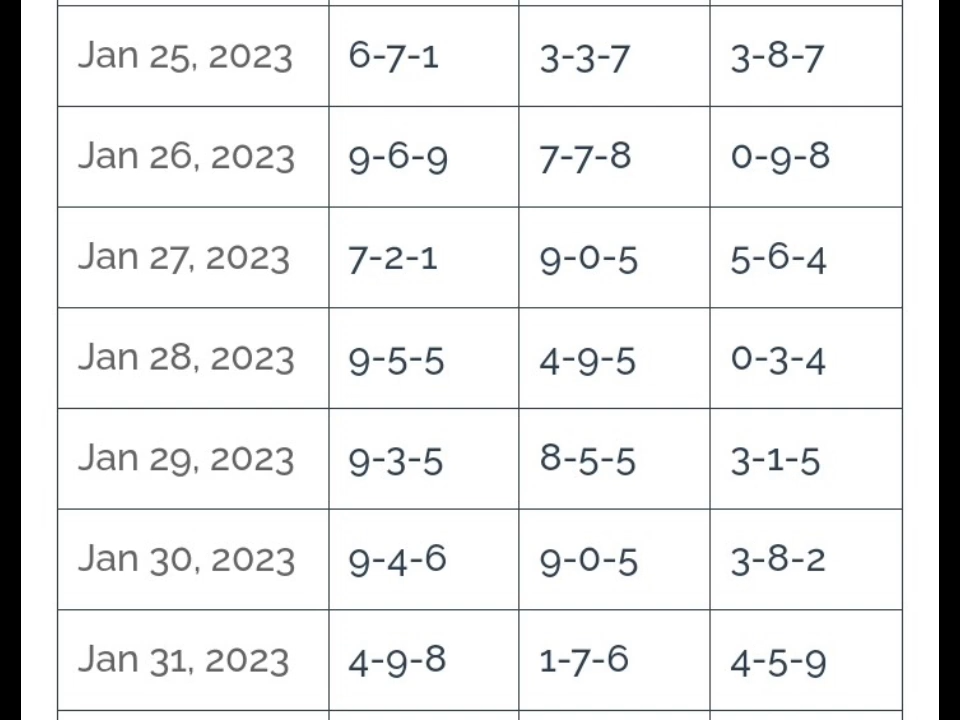 Jan 25, 2023 6-7-1 3-3-7 3-8-7
Jan 26, 2023 9-6-9 7-7-8 0-9-8
Jan 27, 2023 7-2-1 9-0-5 5-6-4
Jan 28, 2023 9-5-5 4-9-5 0-3-4
Jan 29, 2023 9-3-5 8-5-5 3-1-5
Jan 30, 2023 9-4-6 9-0-5 3-8-2
Jan 31, 2023 4-9-8 1-7-6 4-5-9